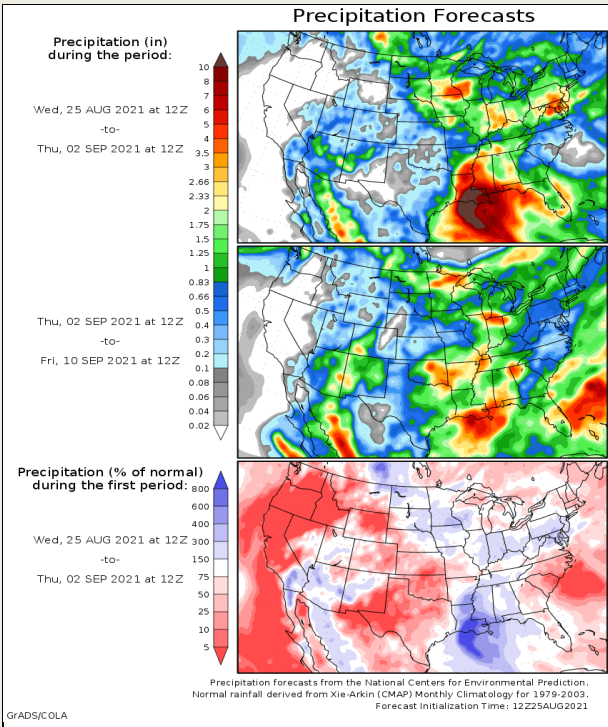 Precipitation Forecasts
Precipitation (in)
during the period:
Wed, 25 AUG 2021 at 12Z
-to-
Thu, 02 SEP 2021 at 12Z
10
8
7
6
5
4
3.5
3
2.66
2.33
2
1.75
1.5
1.25
1
0.83
0.66
0.5
0.4
0.3
0.2
0.1
0.08
0.06
0.04
0.02
Thu, 02 SEP 2021 at 12Z
-to-
Fri, 10 SEP 2021 at 12Z
Precipitation (% of normal)
during the first period:
Wed, 25 AUG 2021 at 12Z
-to-
Thu, 02 SEP 2021 at 12Z
800
600
400
300
150
75
50
25
10
5
Precipitation forecasts from the National Centers for Environmental Prediction.
Normal rainfall derived from Xie-Arkin (CMAP) Monthly Climatology for 1979-2003.
Forecast Initialization Time: 12Z25AUG2021
GrADS/COLA